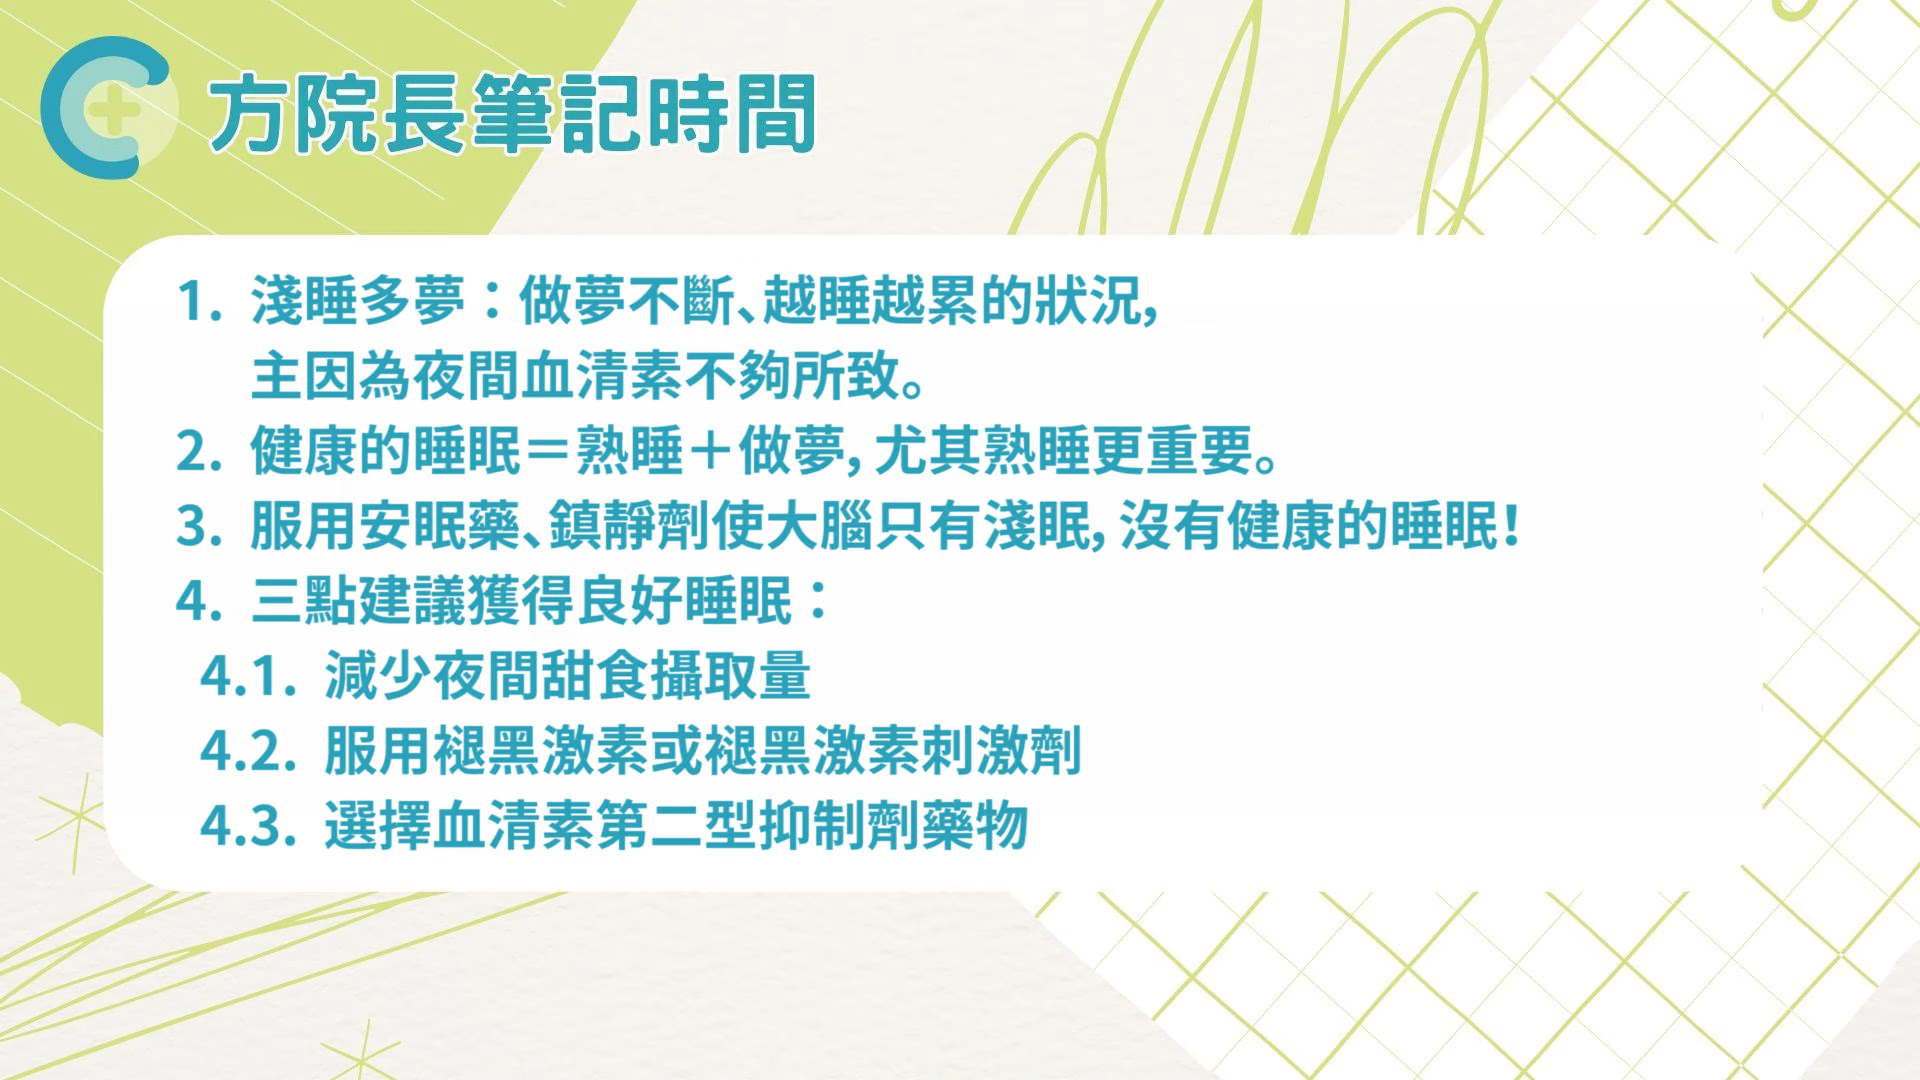 方院長筆記時間
1. 淺睡多夢：做夢不斷、越睡越累的狀況，
主因為夜間血清素不夠所致。
2. 健康的睡眠＝熟睡＋做夢，尤其熟睡更重要。
3. 服用安眠藥、鎮靜劑使大腦只有淺眠，沒有健康的睡眠！
4. 三點建議獲得良好睡眠：
4.1. 減少夜間甜食攝取量
4.2. 服用褪黑激素或褪黑激素刺激劑
4.3. 選擇血清素第二型抑制劑藥物